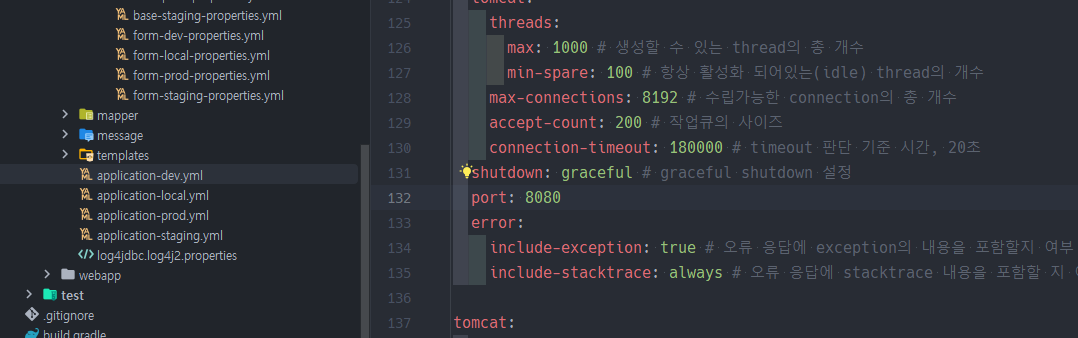 base-staging-properties.yml
form-dev-properties.yml
form-local-properties.yml
form-prod-properties.yml
form-staging-properties.yml
mapper
message
templates
application-dev.yml
application-local.yml
application-prod.yml
application-staging.yml
log4jdbc.log4j2.properties
webapp
test
.gitignore
build.gradle
125 threads:
126 max: 1000 # 생성할 수 있는 thread의 총 개수
127 min-spare: 100 # 항상 활성화 되어있는(idle) thread의 개수
128 max-connections: 8192 # 수립가능한 connection의 총 개수
129 accept-count: 200 # 작업큐의 사이즈
130 connection-timeout: 180000 # timeout 판단 기준 시간, 20초
131 shutdown: graceful # graceful shutdown 설정
132 port: 8080
133 error:
134 include-exception: true # 오류 응답에 exception의 내용을 포함할지 여부
135 include-stacktrace: always # 오류 응답에 stacktrace 내용을 포함할 지
136
137 tomcat: